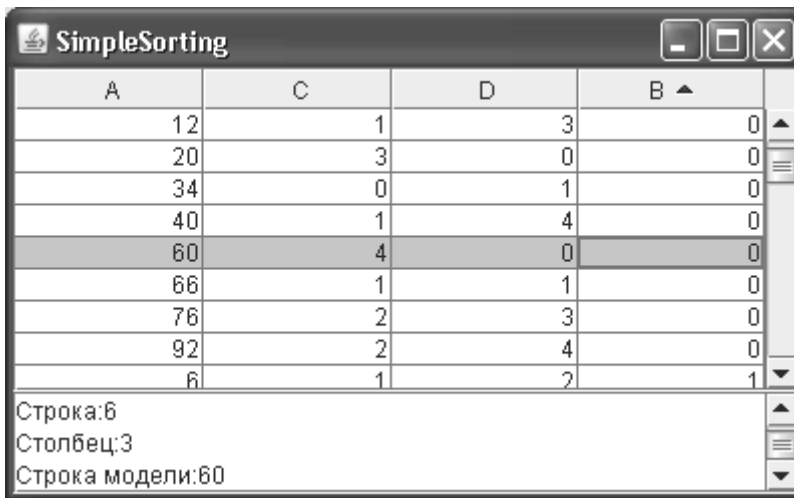 SimpleSorting
A C D B
12 1 3 0
20 3 0 0
34 0 1 0
40 1 4 0
60 4 0 0
66 1 1 0
76 2 3 0
92 2 4 0
6 1 2 1
Строка:6
Столбец:3
Строка модели:60